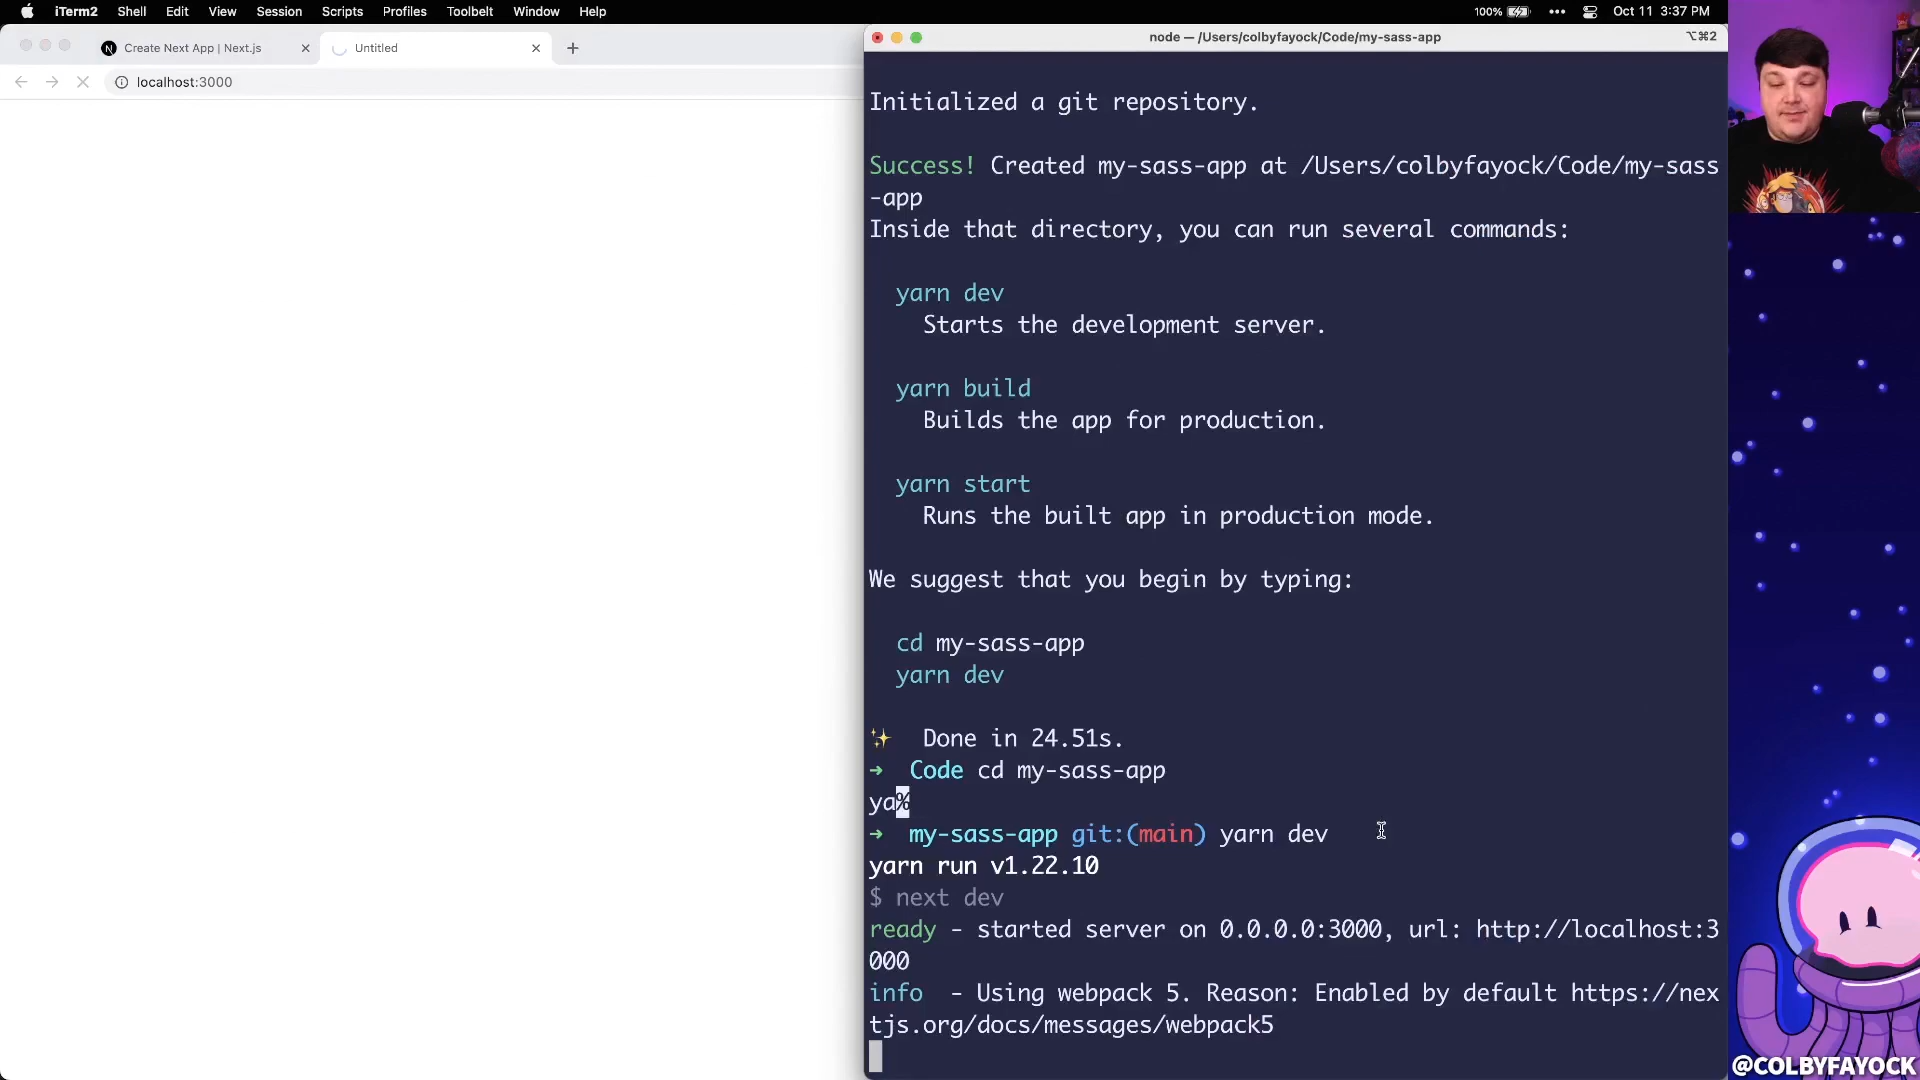 iTerm2 Shell Edit View Session Scripts Profiles Toolbelt Window Help 100% Oct 11 3:37 PM
Create Next App | Next.js
Untitled
node — /Users/colbyfayock/Code/my-sass-app
⌥⌘2
localhost:3000
Initialized a git repository.
Success! Created my-sass-app at /Users/colbyfayock/Code/my-sass
-app
Inside that directory, you can run several commands:
yarn dev
Starts the development server.
yarn build
Builds the app for production.
yarn start
Runs the built app in production mode.
We suggest that you begin by typing:
cd my-sass-app
yarn dev
✨ Done in 24.51s.
→ Code cd my-sass-app
ya%
→ my-sass-app git:(main) yarn dev
yarn run v1.22.10
$ next dev
ready - started server on 0.0.0.0:3000, url: http://localhost:3
000
info - Using webpack 5. Reason: Enabled by default https://nex
tjs.org/docs/messages/webpack5
@COLBYFAYOCK